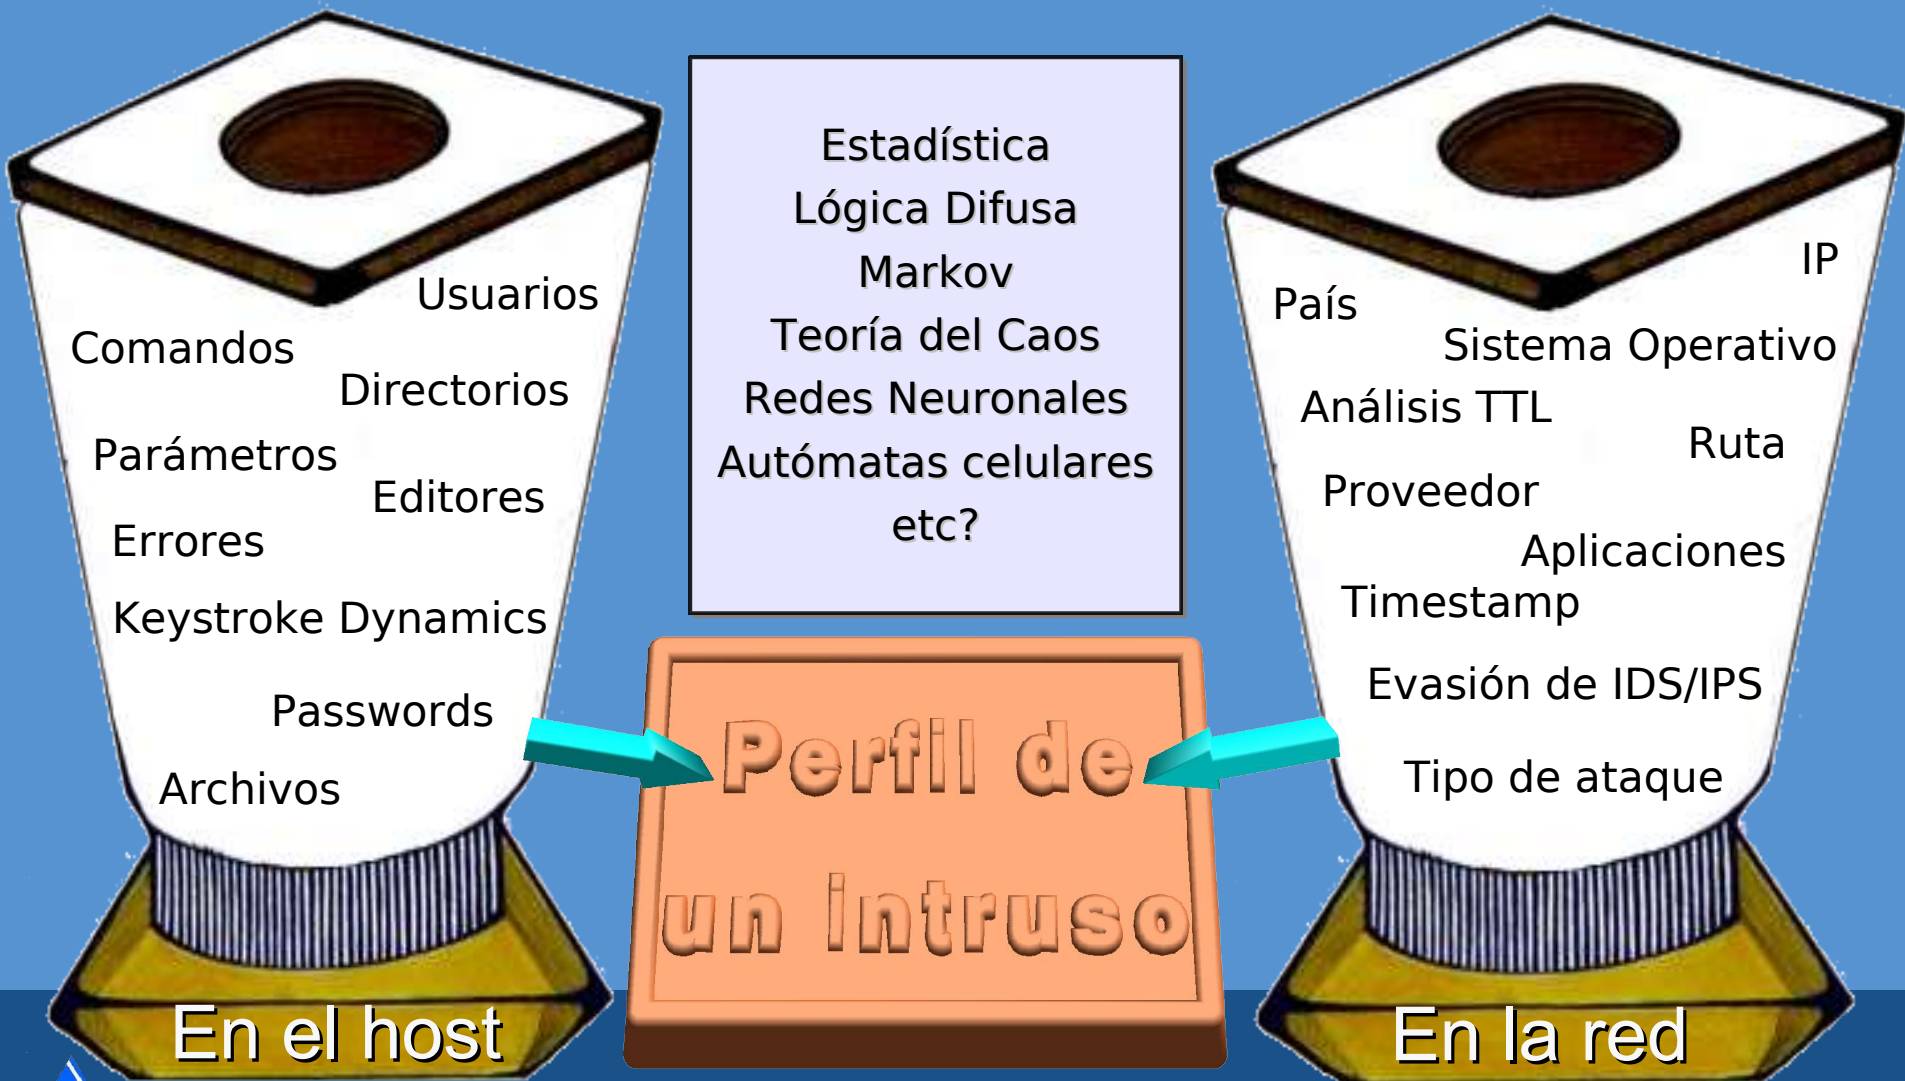 Usuarios
Comandos
Directorios
Parámetros
Editores
Errores
Keystroke Dynamics
Passwords
Archivos
En el host
Estadística
Lógica Difusa
Markov
Teoría del Caos
Redes Neuronales
Autómatas celulares
etc?
Perfil de
un intruso
IP
País
Sistema Operativo
Análisis TTL
Ruta
Proveedor
Aplicaciones
Timestamp
Evasión de IDS/IPS
Tipo de ataque
En la red